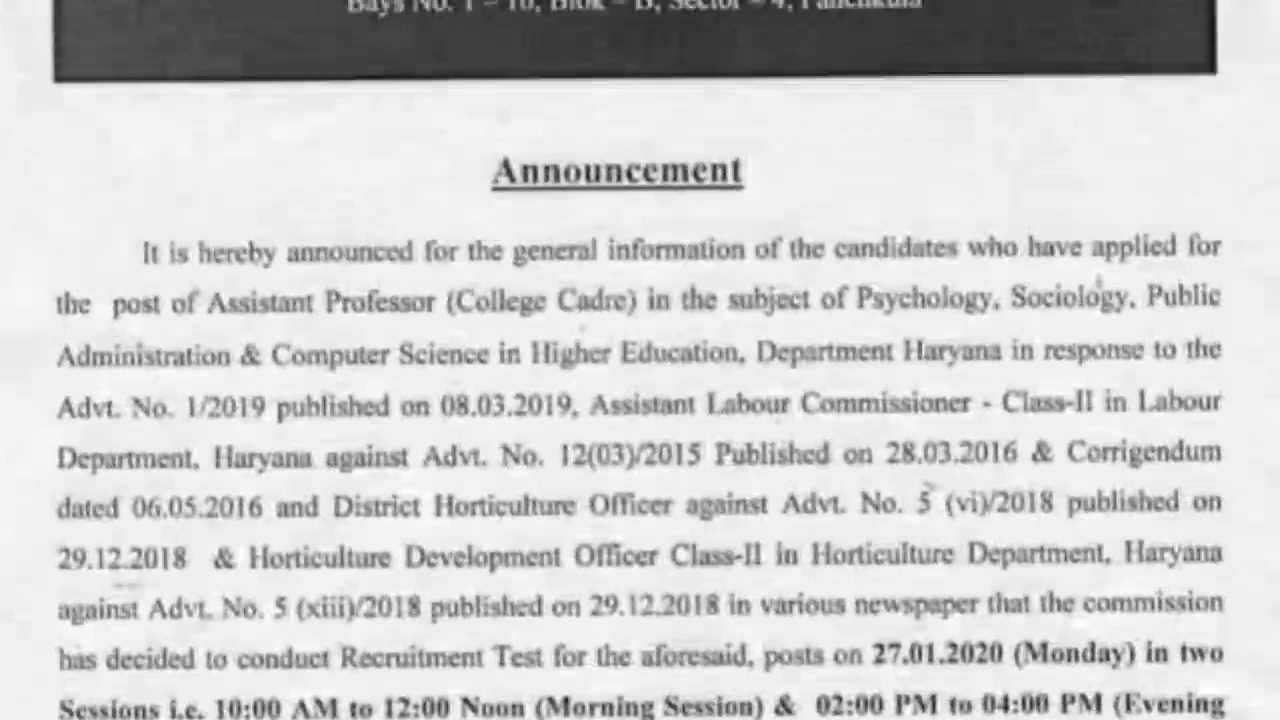 Bays No. 1 – 10, Blok – B, Sector – 4, Panchkula
Announcement
It is hereby announced for the general information of the candidates who have applied for
the post of Assistant Professor (College Cadre) in the subject of Psychology, Sociology, Public
Administration & Computer Science in Higher Education, Department Haryana in response to the
Advt. No. 1/2019 published on 08.03.2019, Assistant Labour Commissioner - Class-II in Labour
Department, Haryana against Advt. No. 12(03)/2015 Published on 28.03.2016 & Corrigendum
dated 06.05.2016 and District Horticulture Officer against Advt. No. 5 (vi)/2018 published on
29.12.2018 & Horticulture Development Officer Class-II in Horticulture Department, Haryana
against Advt. No. 5 (xiii)/2018 published on 29.12.2018 in various newspaper that the commission
has decided to conduct Recruitment Test for the aforesaid, posts on 27.01.2020 (Monday) in two
Sessions i.e. 10:00 AM to 12:00 Noon (Morning Session) & 02:00 PM to 04:00 PM (Evening